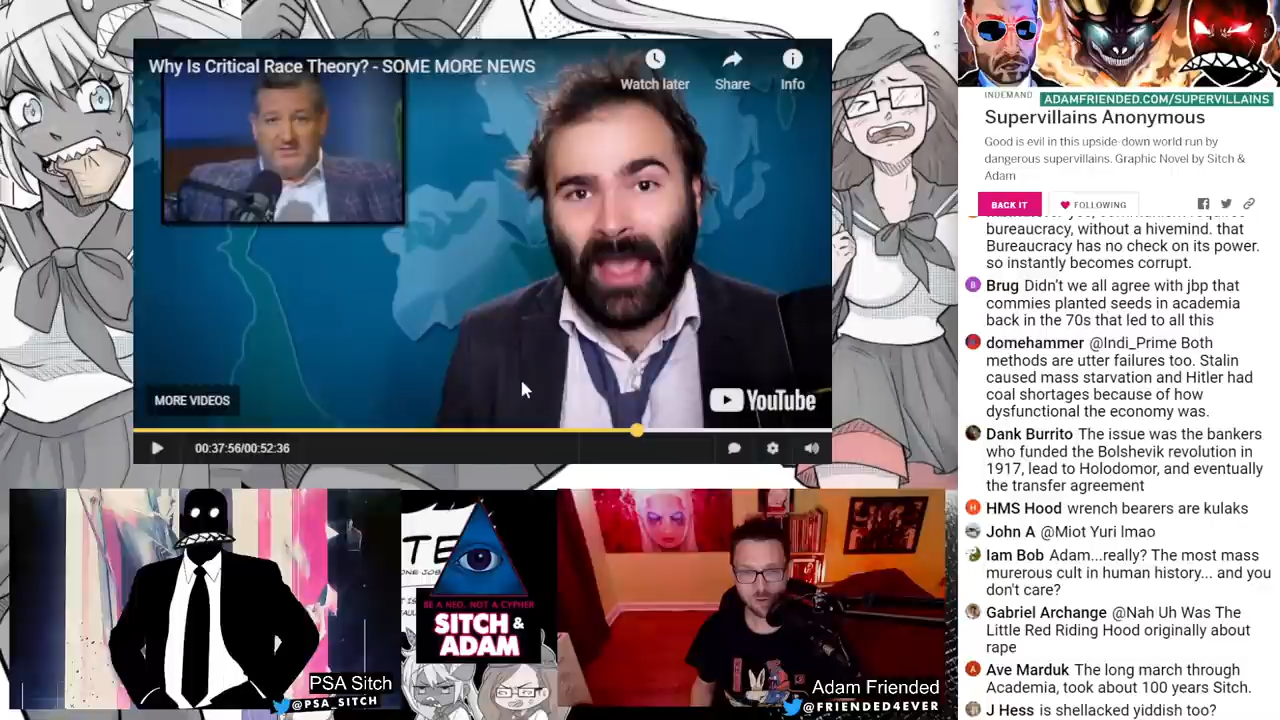 Why Is Critical Race Theory? - SOME MORE NEWS
Watch later
Share
Info
MORE VIDEOS
YouTube
00:37:56/00:52:36
PSA Sitch
@PSA_SITCH
BE A NEO, NOT A CYPHER
SITCH &
ADAM
Adam Friended
@FRIENDED4EVER
INDEMAND
ADAMFRIENDED.COM/SUPERVILLAINS
Supervillains Anonymous
Good is evil in this upside-down world run by
dangerous supervillains. Graphic Novel by Sitch &
Adam
BACK IT
FOLLOWING
bureaucracy, without a hivemind. that
Bureaucracy has no check on its power.
so instantly becomes corrupt.
Brug Didn't we all agree with jbp that
commies planted seeds in academia
back in the 70s that led to all this
domehammer @Indi_Prime Both
methods are utter failures too. Stalin
caused mass starvation and Hitler had
coal shortages because of how
dysfunctional the economy was.
Dank Burrito The issue was the bankers
who funded the Bolshevik revolution in
1917, lead to Holodomor, and eventually
the transfer agreement
HMS Hood wrench bearers are kulaks
John A @Miot Yuri lmao
Iam Bob Adam...really? The most mass
murerous cult in human history... and you
don't care?
Gabriel Archange @Nah Uh Was The
Little Red Riding Hood originally about
rape
Ave Marduk The long march through
Academia, took about 100 years Sitch.
J Hess is shellacked yiddish too?